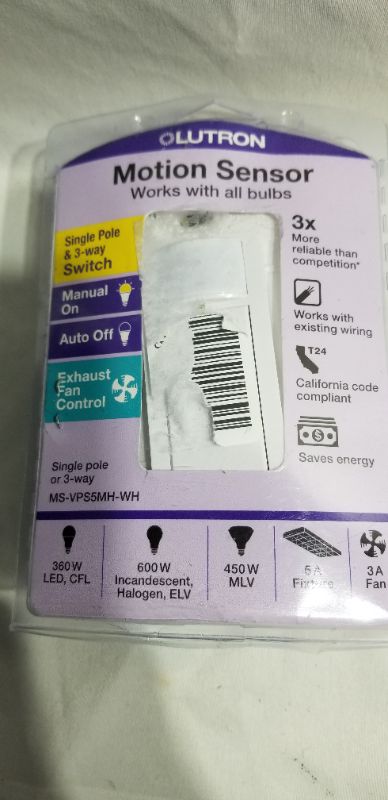 LUTRON
Motion Sensor
Works with all bulbs
Single Pole
& 3-way
Switch
Manual
On
Auto Off
Exhaust
Fan
Control
3x
More
reliable than
competition*
Works with
existing wiring
T24
California code
compliant
Saves energy
Single pole
or 3-way
MS-VPS5MH-WH
360W
LED, CFL
600W
Incandescent,
Halogen, ELV
450W
MLV
5A
Fixture
3A
Fan